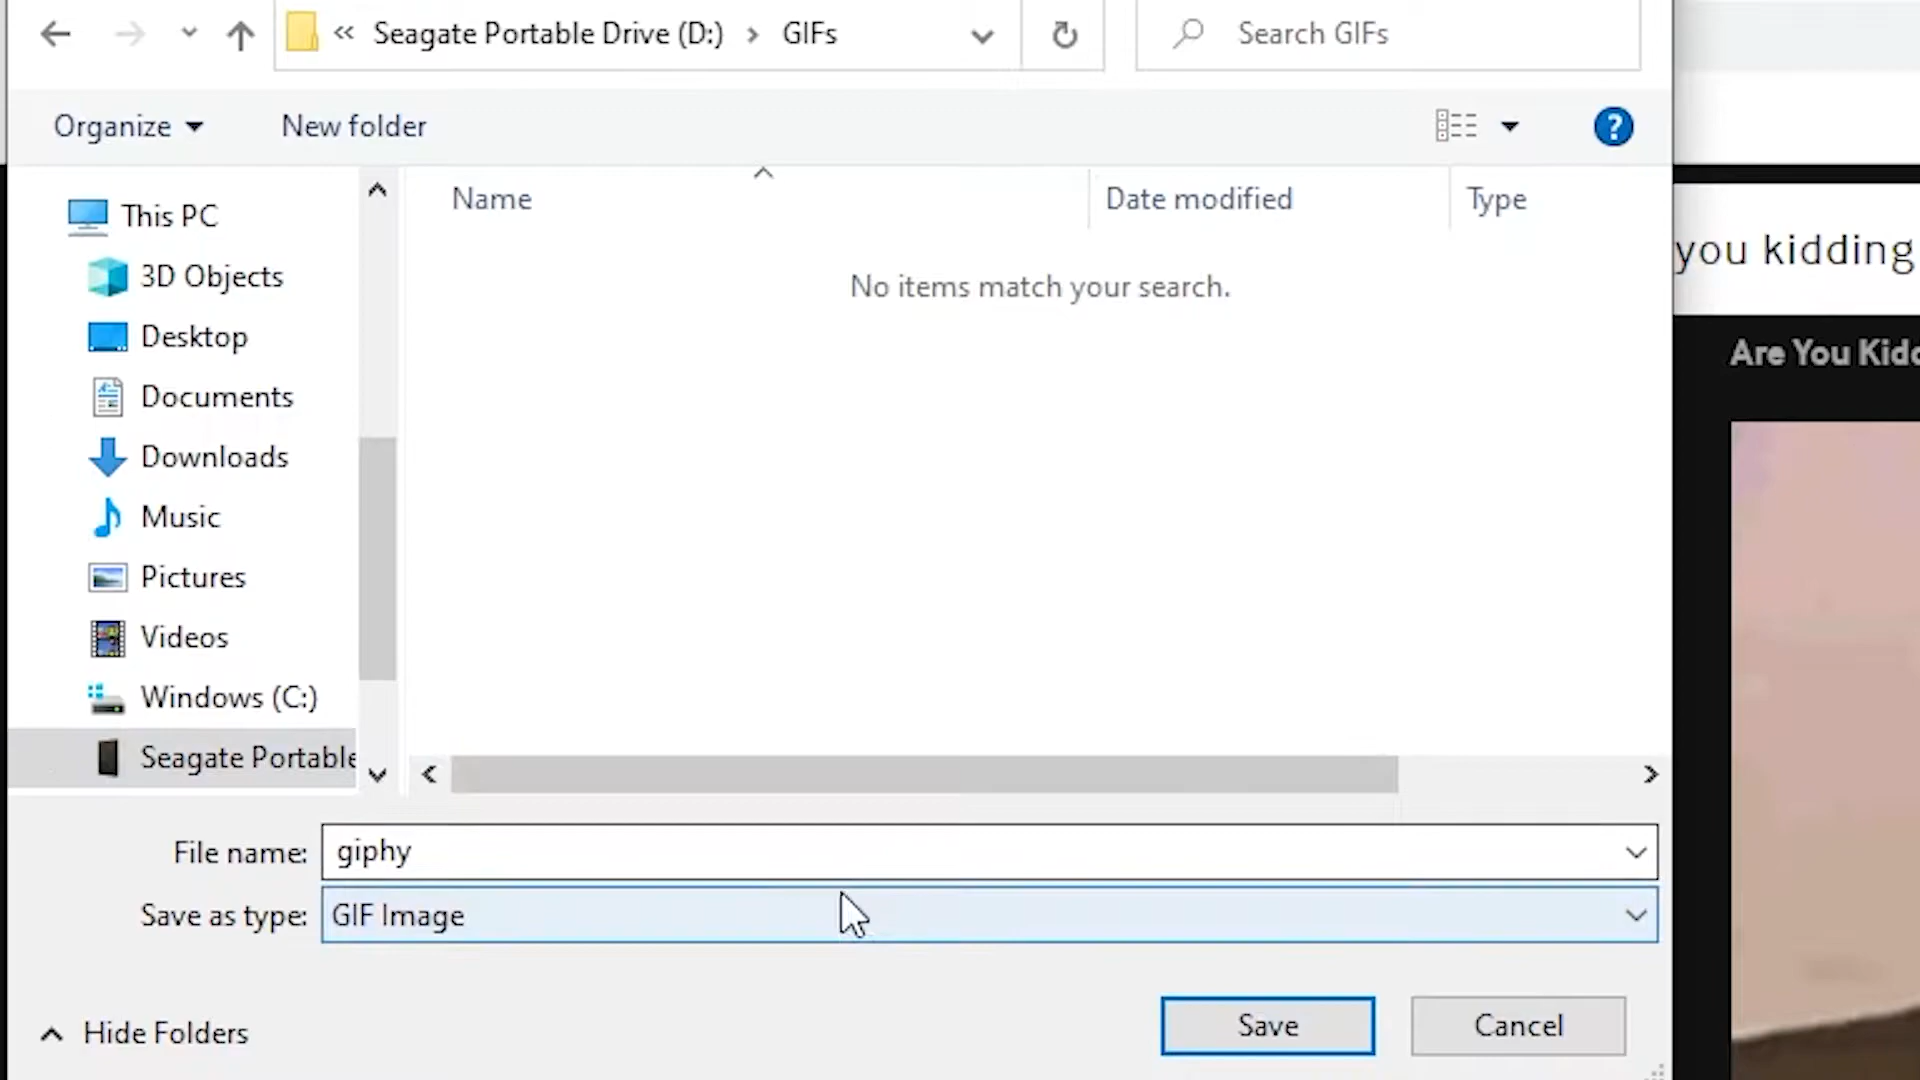 « Seagate Portable Drive (D:) > GIFs
Search GIFs
Organize
New folder
Name
Date modified
Type
No items match your search.
This PC
3D Objects
Desktop
Documents
Downloads
Music
Pictures
Videos
Windows (C:)
Seagate Portable
you kidding
Are You Kidd
File name: giphy
Save as type: GIF Image
Hide Folders
Save
Cancel